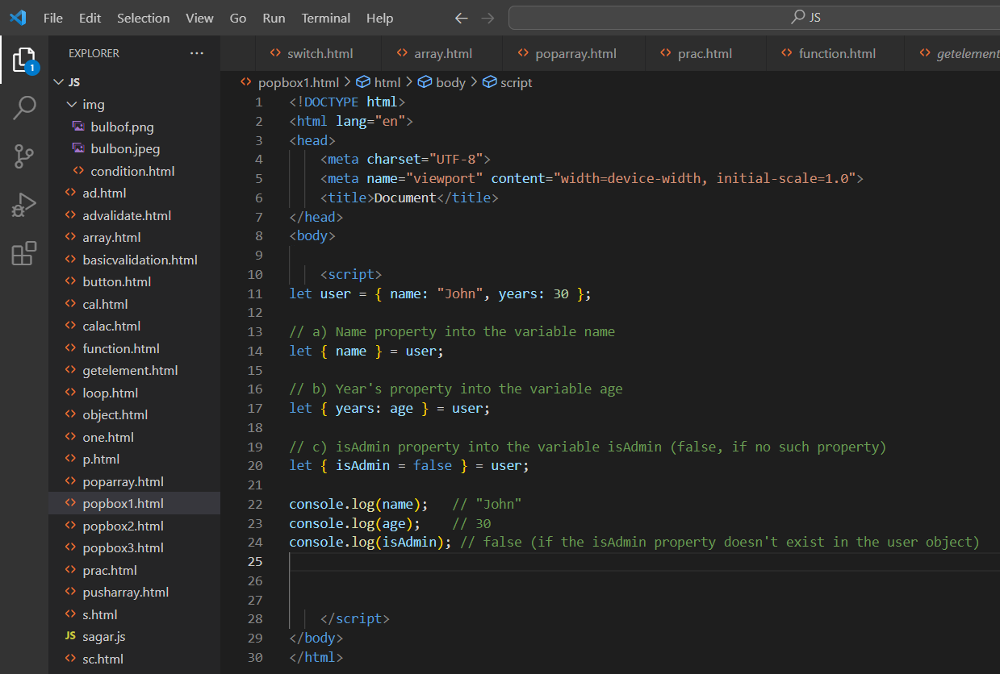 File Edit Selection View Go Run Terminal Help JS
EXPLORER ...
1
switch.html array.html poparray.html prac.html function.html getelement
JS
img
bulbof.png
bulbon.jpeg
condition.html
ad.html
advalidate.html
array.html
basicvalidation.html
button.html
cal.html
calac.html
function.html
getelement.html
loop.html
object.html
one.html
p.html
poparray.html
popbox1.html
popbox2.html
popbox3.html
prac.html
pusharray.html
s.html
JS sagar.js
sc.html
popbox1.html > html > body > script
1 <!DOCTYPE html>
2 <html lang="en">
3 <head>
4 <meta charset="UTF-8">
5 <meta name="viewport" content="width=device-width, initial-scale=1.0">
6 <title>Document</title>
7 </head>
8 <body>
9
10 <script>
11 let user = { name: "John", years: 30 };
12
13 // a) Name property into the variable name
14 let { name } = user;
15
16 // b) Year's property into the variable age
17 let { years: age } = user;
18
19 // c) isAdmin property into the variable isAdmin (false, if no such property)
20 let { isAdmin = false } = user;
21
22 console.log(name); // "John"
23 console.log(age); // 30
24 console.log(isAdmin); // false (if the isAdmin property doesn't exist in the user object)
25
26
27
28 </script>
29 </body>
30 </html>